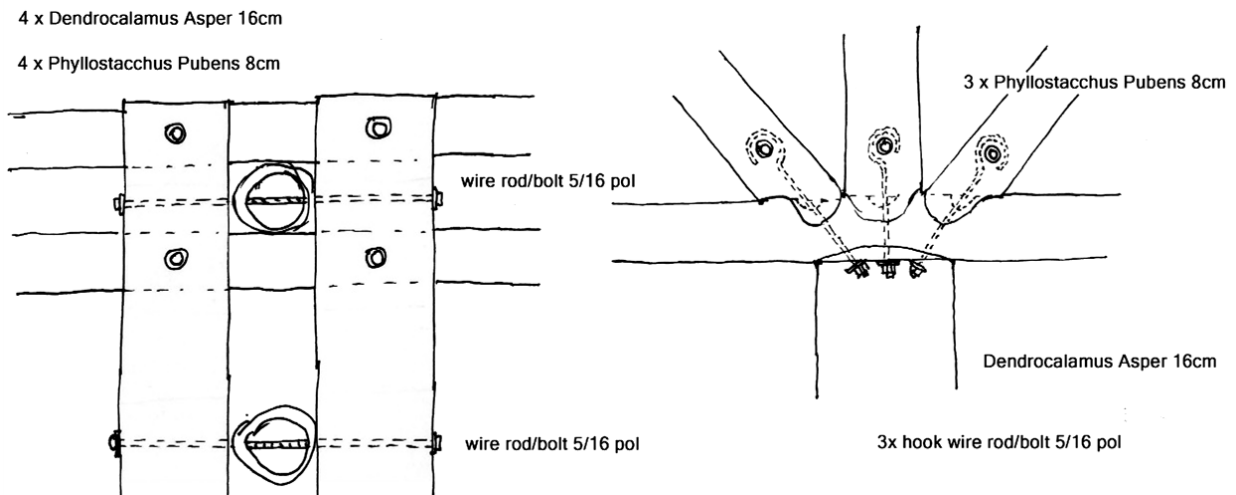 4 x Dendrocalamus Asper 16cm
4 x Phyllostacchus Pubens 8cm
wire rod/bolt 5/16 pol
wire rod/bolt 5/16 pol
3 x Phyllostacchus Pubens 8cm
Dendrocalamus Asper 16cm
3x hook wire rod/bolt 5/16 pol